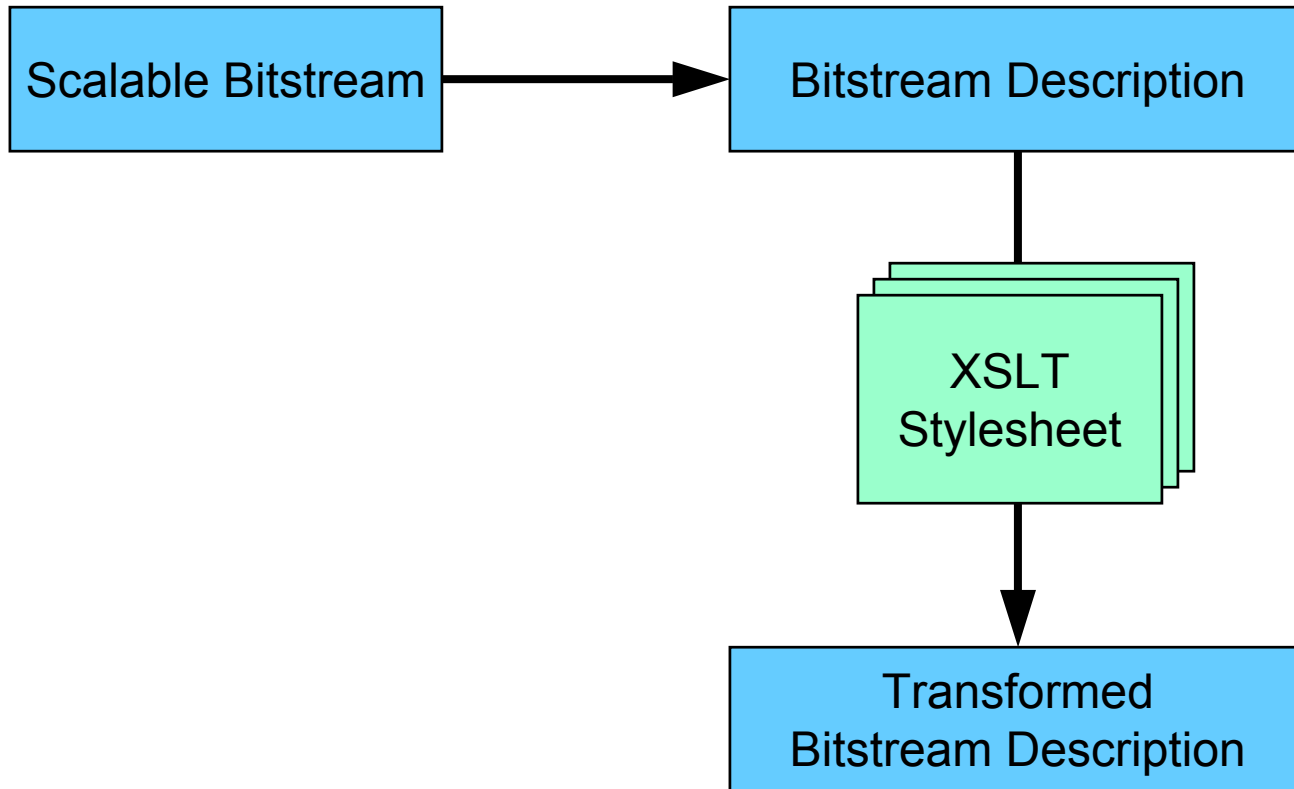 Scalable Bitstream
Bitstream Description
XSLT
Stylesheet
Transformed
Bitstream Description